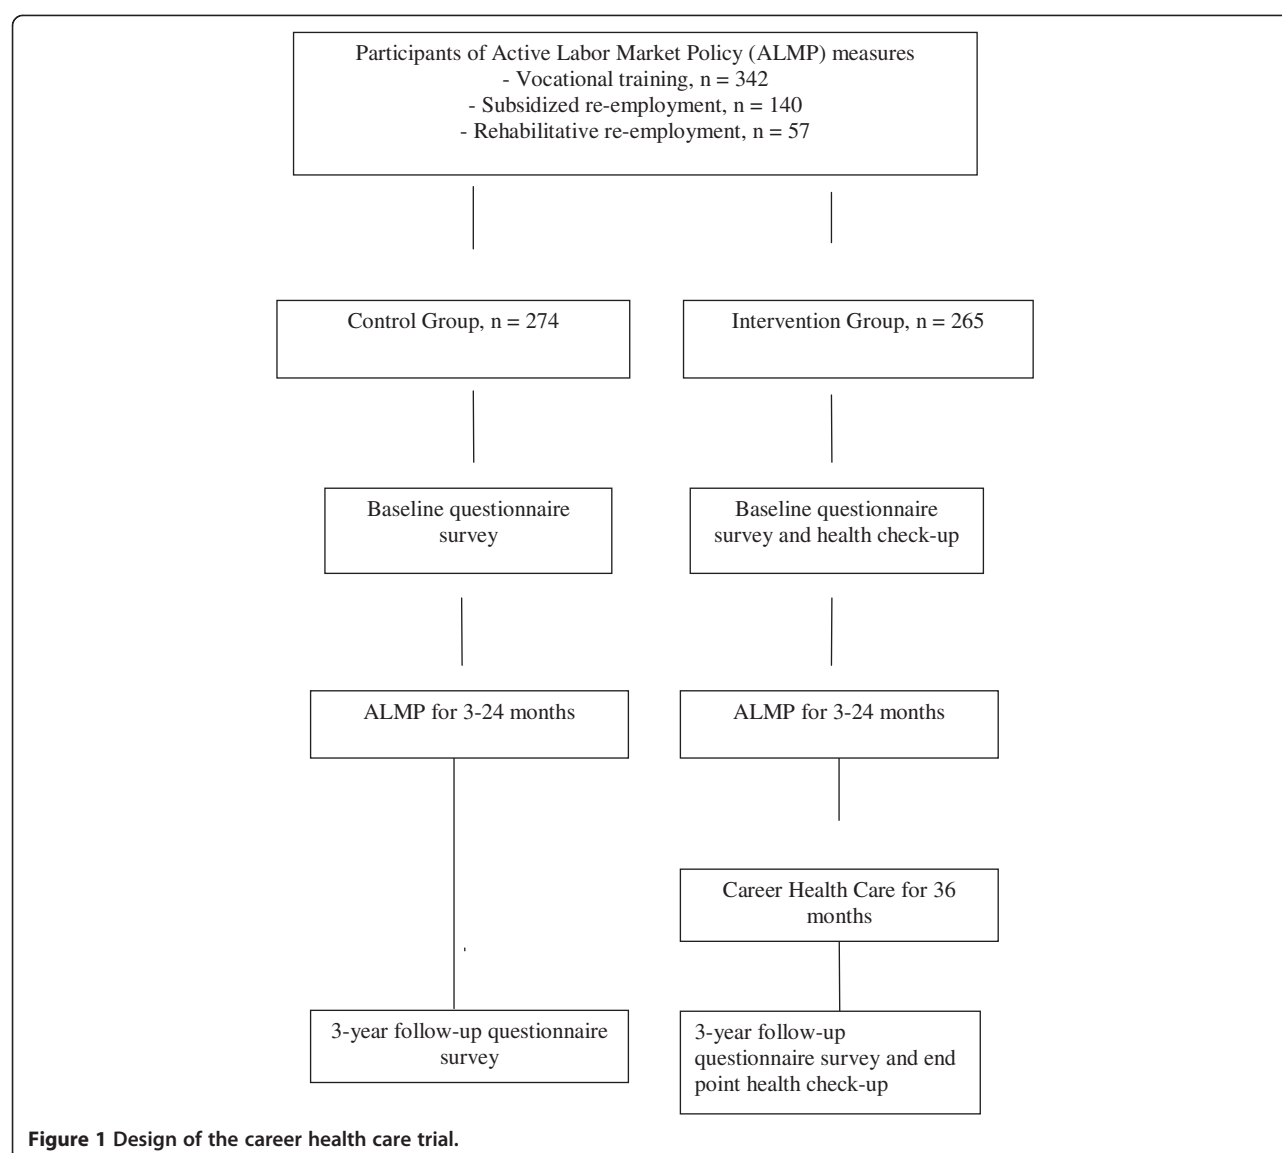 Participants of Active Labor Market Policy (ALMP) measures
- Vocational training, n = 342
- Subsidized re-employment, n = 140
- Rehabilitative re-employment, n = 57
Control Group, n = 274
Intervention Group, n = 265
Baseline questionnaire
survey
Baseline questionnaire
survey and health check-up
ALMP for 3-24 months
ALMP for 3-24 months
Career Health Care for 36
months
3-year follow-up questionnaire
survey
3-year follow-up
questionnaire survey and end
point health check-up
Figure 1 Design of the career health care trial.